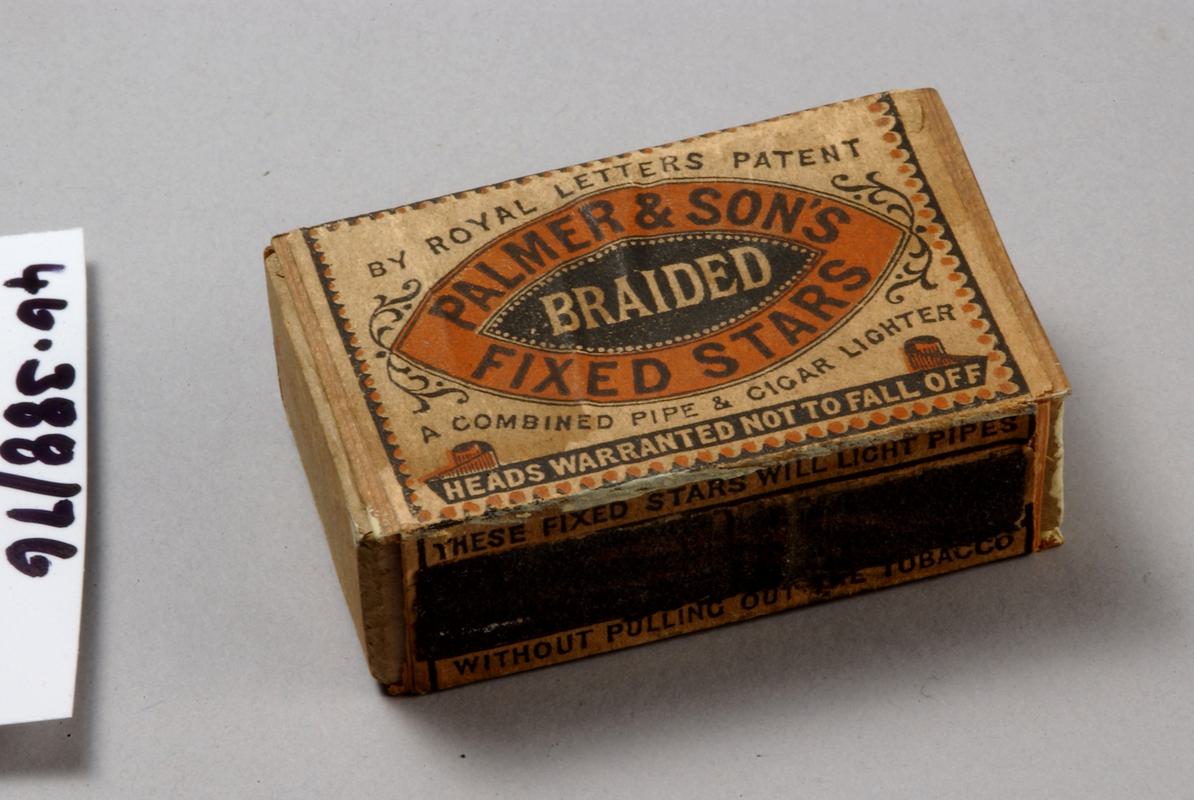 BY ROYAL LETTERS PATENT
PALMER & SON'S
BRAIDED
FIXED STARS
A COMBINED PIPE & CIGAR LIGHTER
HEADS WARRANTED NOT TO FALL OFF
THESE FIXED STARS WILL LIGHT PIPES
WITHOUT PULLING OUT THE TOBACCO
46.388/76